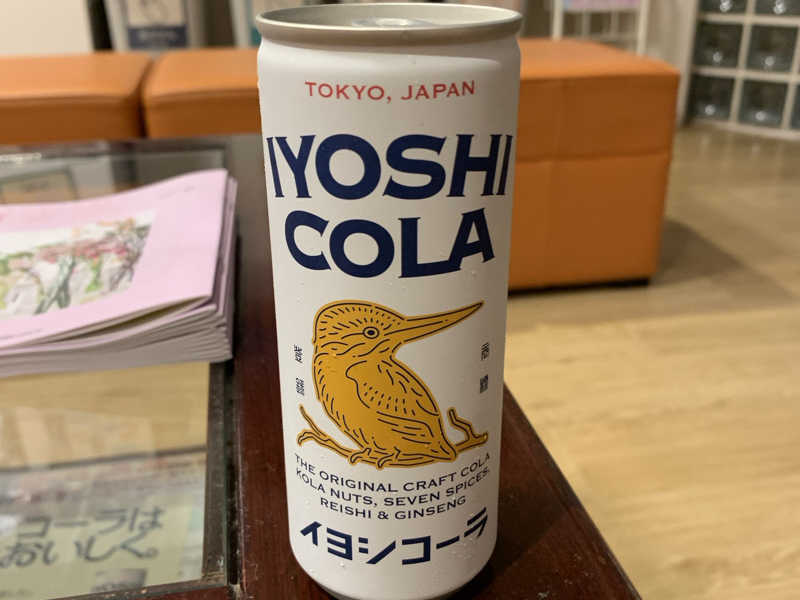 TOKYO, JAPAN
IYOSHI
COLA
THE ORIGINAL CRAFT COLA
KOLA NUTS, SEVEN SPICES,
REISHI & GINSENG
イヨシコーラ
コーラは
おいしく。